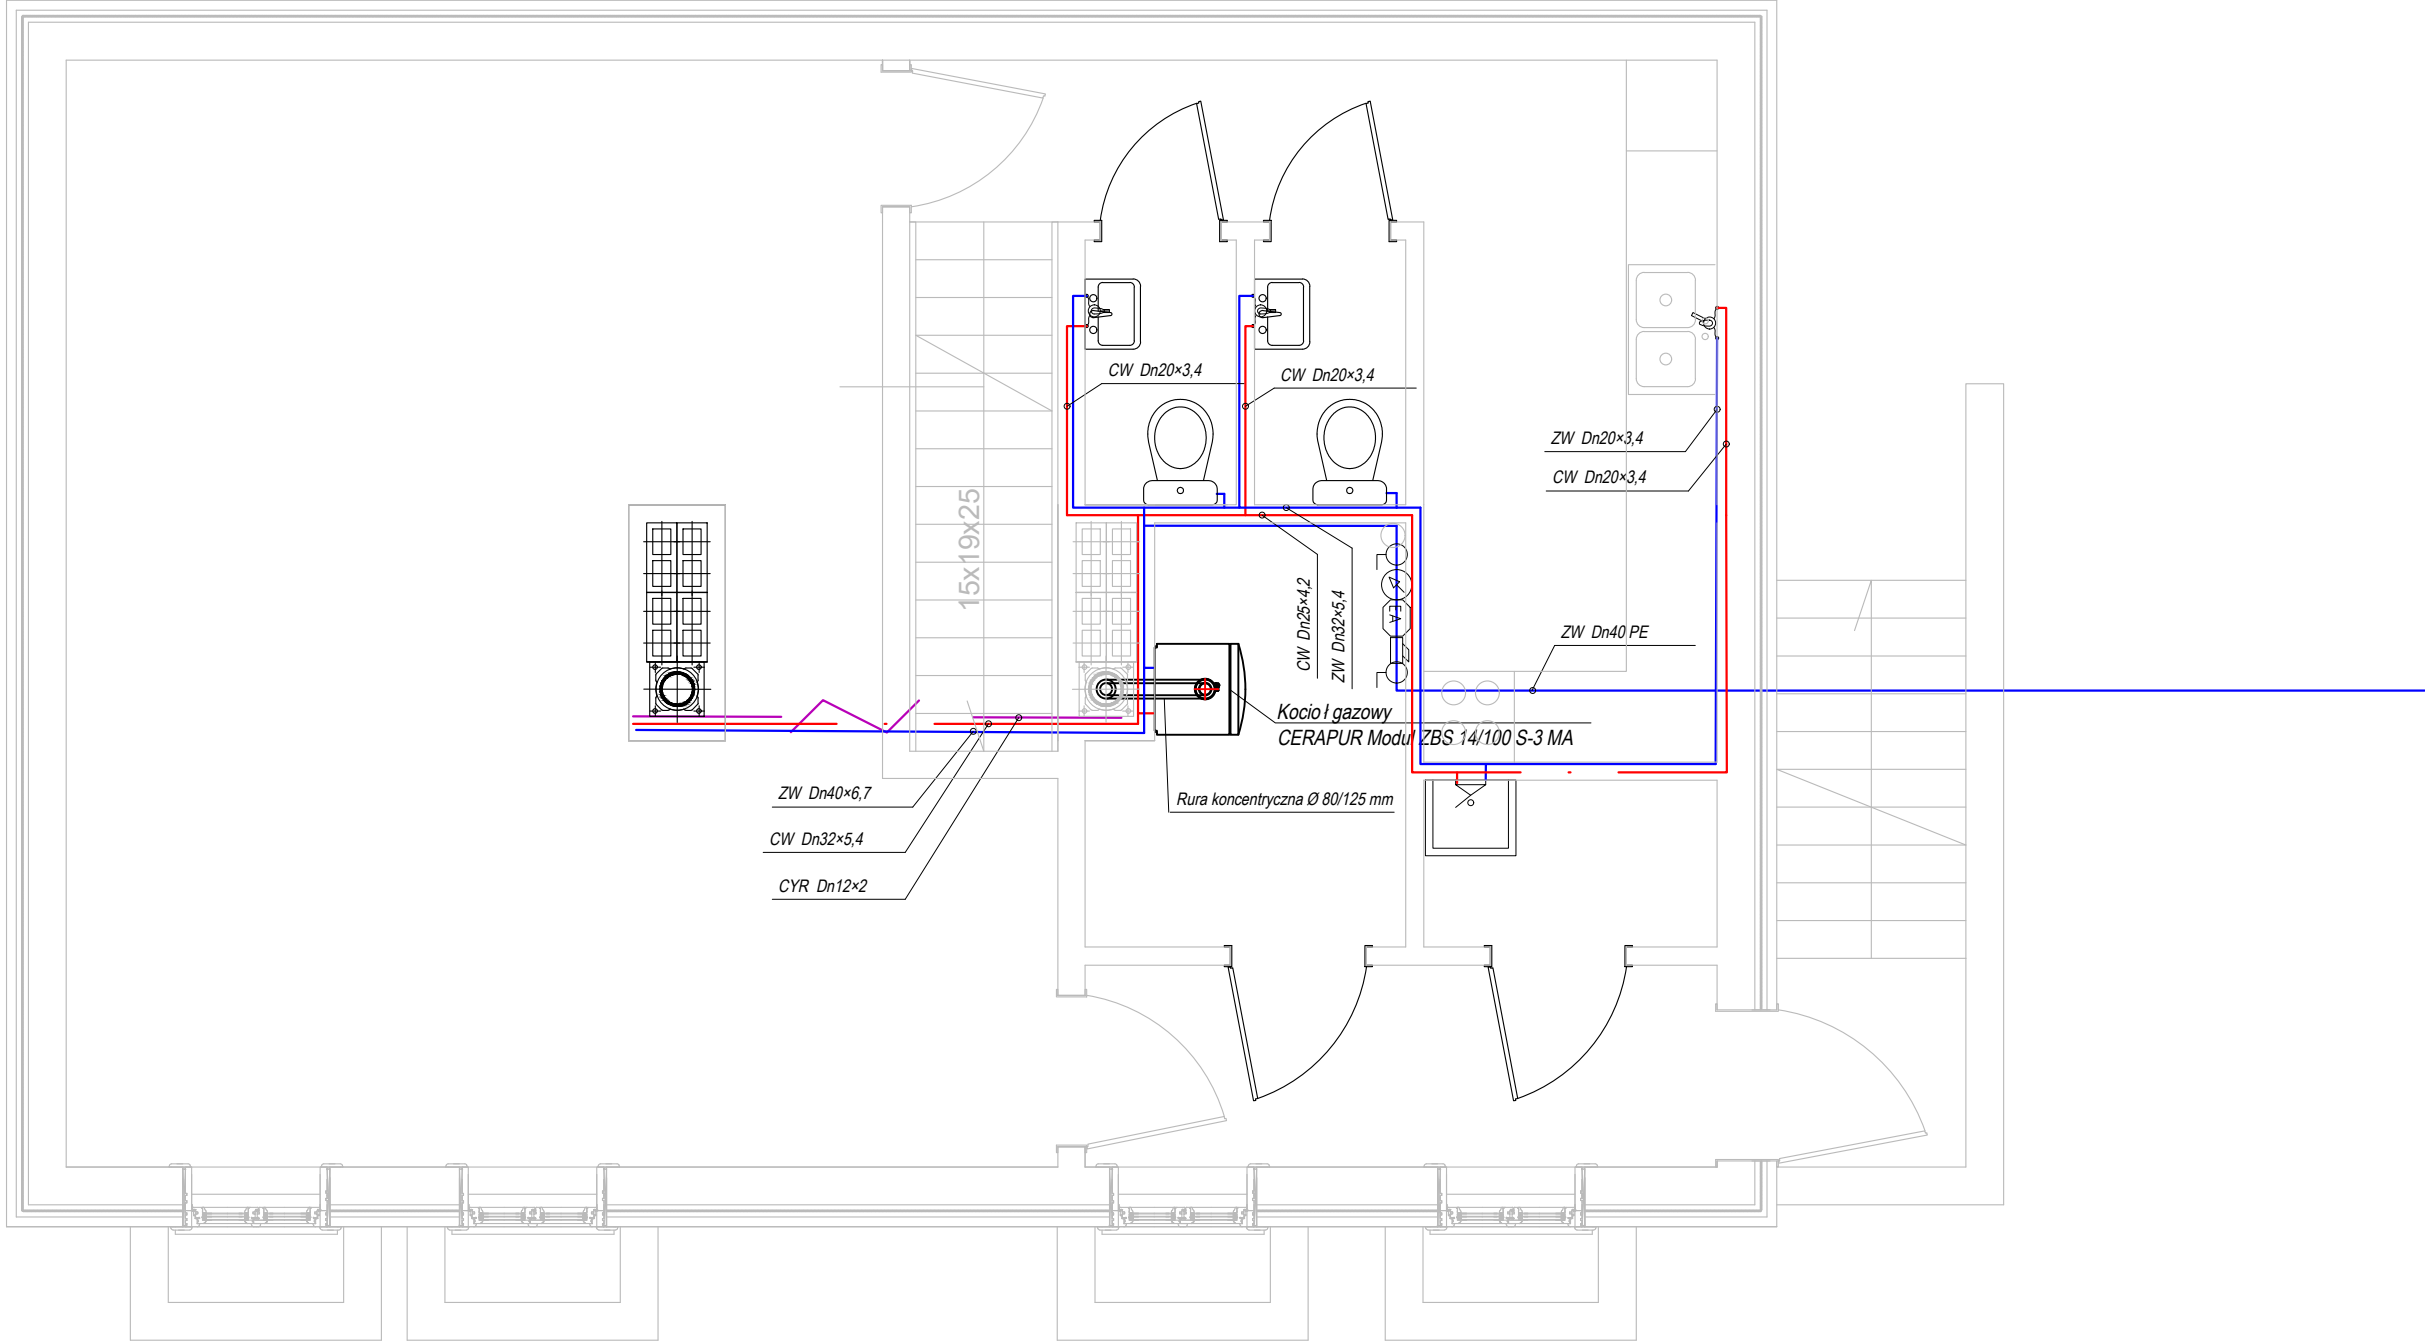 CW Dn20×3,4
CW Dn20×3,4
ZW Dn20×3,4
CW Dn20×3,4
15x19x25
CW Dn25×4,2
ZW Dn32×5,4
EA
ZW Dn40 PE
Kocioł gazowy
CERAPUR Moduł ZBS 14/100 S-3 MA
Rura koncentryczna Ø 80/125 mm
ZW Dn40×6,7
CW Dn32×5,4
CYR Dn12×2